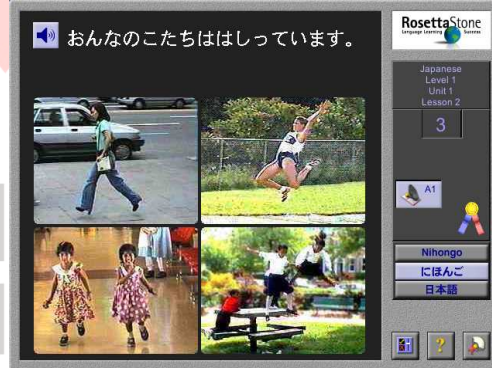 おんなのこたちははしっています。
RosettaStone
Language Learning Success
Japanese
Level 1
Unit 1
Lesson 2
3
A1
Nihongo
にほんご
日本語
?